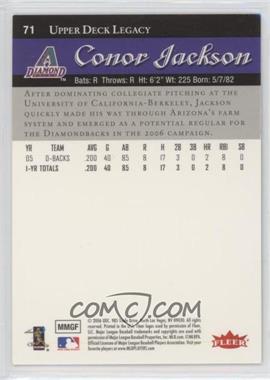 71 UPPER DECK LEGACY
DIAMOND
Conor Jackson
Bats: R Throws: R Ht: 6'2" Wt: 225 Born: 5/7/82
AFTER DOMINATING COLLEGIATE PITCHING AT THE
UNIVERSITY OF CALIFORNIA-BERKELEY, JACKSON
QUICKLY MADE HIS WAY THROUGH ARIZONA'S FARM
SYSTEM AND EMERGED AS A POTENTIAL REGULAR FOR
THE DIAMONDBACKS IN THE 2006 CAMPAIGN.
YR TEAM AVG G AB R H 2B 3B HR RBI SB
05 D-BACKS .200 40 85 8 17 3 0 2 8 0
1-YR TOTALS .200 40 85 8 17 3 0 2 8 0
COMC
MMGF
FLEER